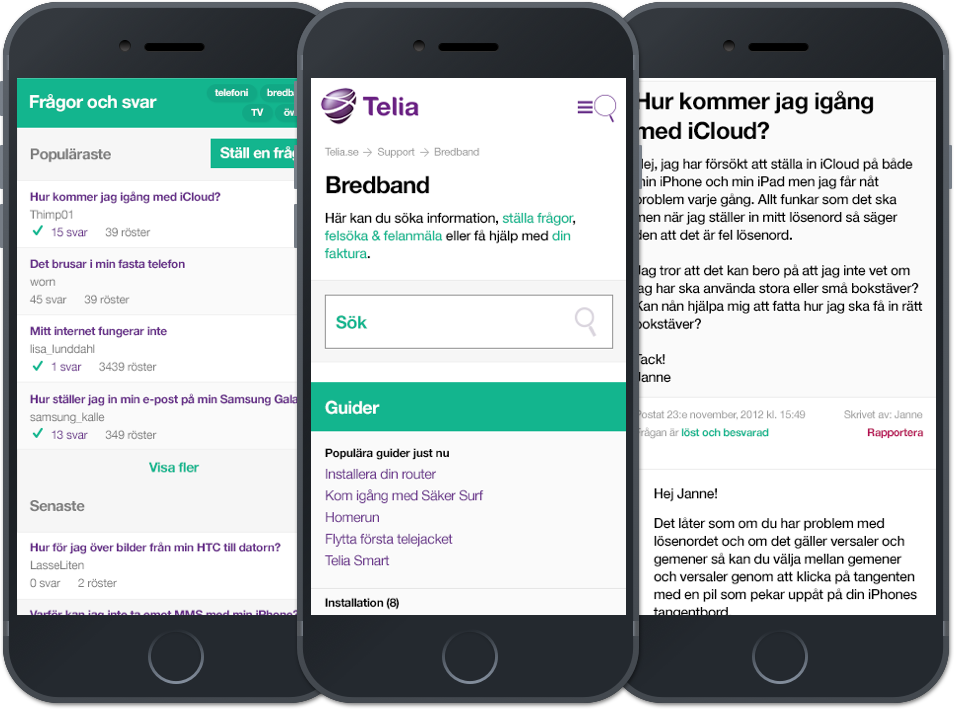 Frågor och svar
telefoni
TV
Populäraste
Ställ en
Hur kommer jag igång med iCloud?
Thimp01
15 svar 39 röster
Det brusar i min fasta telefon
worn
45 svar 39 röster
Mitt internet fungerar inte
lisa_lunddahl
1 svar 3439 röster
Hur ställer jag in min e-post på min Samsung
samsung_kalle
13 svar 349 röster
Visa fler
Senaste
Hur för jag över bilder från min HTC till datorn?
LasseLiten
0 svar 2 röster
Varför kan jag inte ta emot MMS med min iPhone?
Telia
Telia.se → Support → Bredband
Bredband
Här kan du söka information, ställa frågor,
felsöka & felanmäla eller få hjälp med din
faktura.
Sök
Guider
Populära guider just nu
Installera din router
Kom igång med Säker Surf
Homerun
Flytta första telejacket
Telia Smart
Installation (8)
Hur kommer jag igång
med iCloud?
Hej, jag har försökt att ställa in iCloud på både
min iPhone och min iPad men jag får nåt
problem varje gång. Allt funkar som det ska
men när jag ställer in mitt lösenord så säger
den att det är fel lösenord.
Jag tror att det kan bero på att jag inte vet om
jag har ska använda stora eller små bokstäver?
Kan nån hjälpa mig att fatta hur jag ska få in rätt
bokstäver?
Tack!
Janne
Postat 23:e november, 2012 kl. 15:49 Skrivet av: Janne
Frågan är löst och besvarad Rapportera
Hej Janne!
Det låter som om du har problem med
lösenordet och om det gäller versaler och
gemener så kan du välja mellan gemener
och versaler genom att klicka på tangenten
med en pil som pekar uppåt på din iPhones
tangentbord